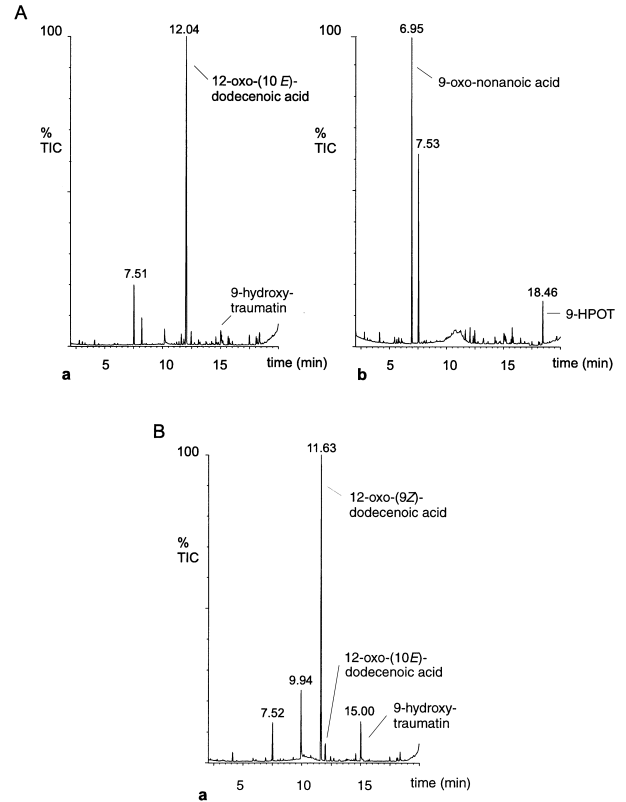 A
100
12.04
12-oxo-(10 E)-
dodecenoic acid
%
TIC
7.51
9-hydroxy-
traumatin
5
10
15
time (min)
a
100
6.95
9-oxo-nonanoic acid
%
TIC
7.53
18.46
9-HPOT
5
10
15
time (min)
b
B
100
11.63
12-oxo-(9Z)-
dodecenoic acid
%
TIC
12-oxo-(10E)-
dodecenoic acid
9.94
7.52
15.00
9-hydroxy-
traumatin
5
10
15
time (min)
a